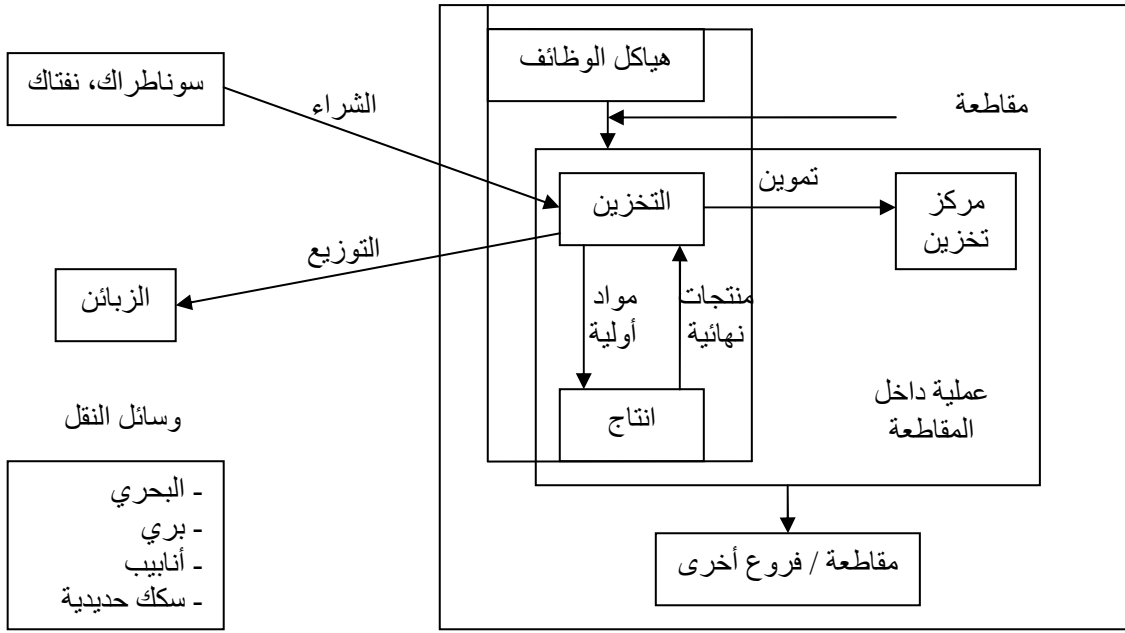 هياكل الوظائف
سوناطراك، نفتاك
الشراء
مقاطعة
تموين
التخزين
مركز
تخزين
التوزيع
الزبائن
مواد
أولية
منتجات
نهائية
عملية داخل
المقاطعة
انتاج
وسائل النقل
- البحري
- بري
- أنابيب
- سكك حديدية
مقاطعة / فروع أخرى